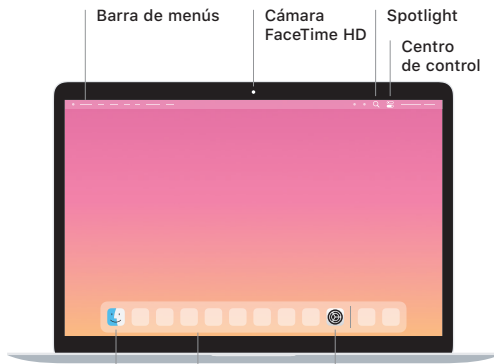 Barra de menús
Cámara
FaceTime HD
Spotlight
Centro
de control